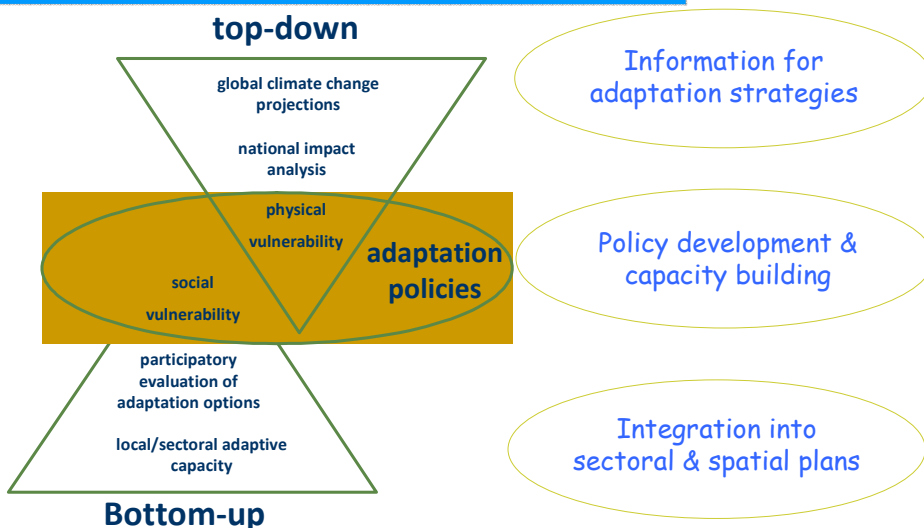 top-down
global climate change
projections
national impact
analysis
physical
vulnerability
adaptation
policies
social
vulnerability
participatory
evaluation of
adaptation options
local/sectoral adaptive
capacity
Bottom-up
Information for
adaptation strategies
Policy development &
capacity building
Integration into
sectoral & spatial plans